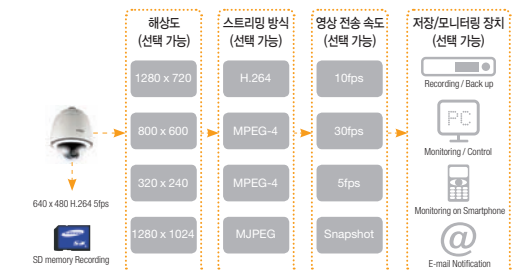 해상도
(선택 가능)
스트리밍 방식
(선택 가능)
영상 전송 속도
(선택 가능)
저장/모니터링 장치
(선택 가능)
1280 x 720
H.264
10fps
Recording / Back up
800 x 600
MPEG-4
30fps
PC
Monitoring / Control
320 x 240
MPEG-4
5fps
Monitoring on Smartphone
640 x 480 H.264 5fps
1280 x 1024
MJPEG
Snapshot
@
E-mail Notification
SD memory Recording